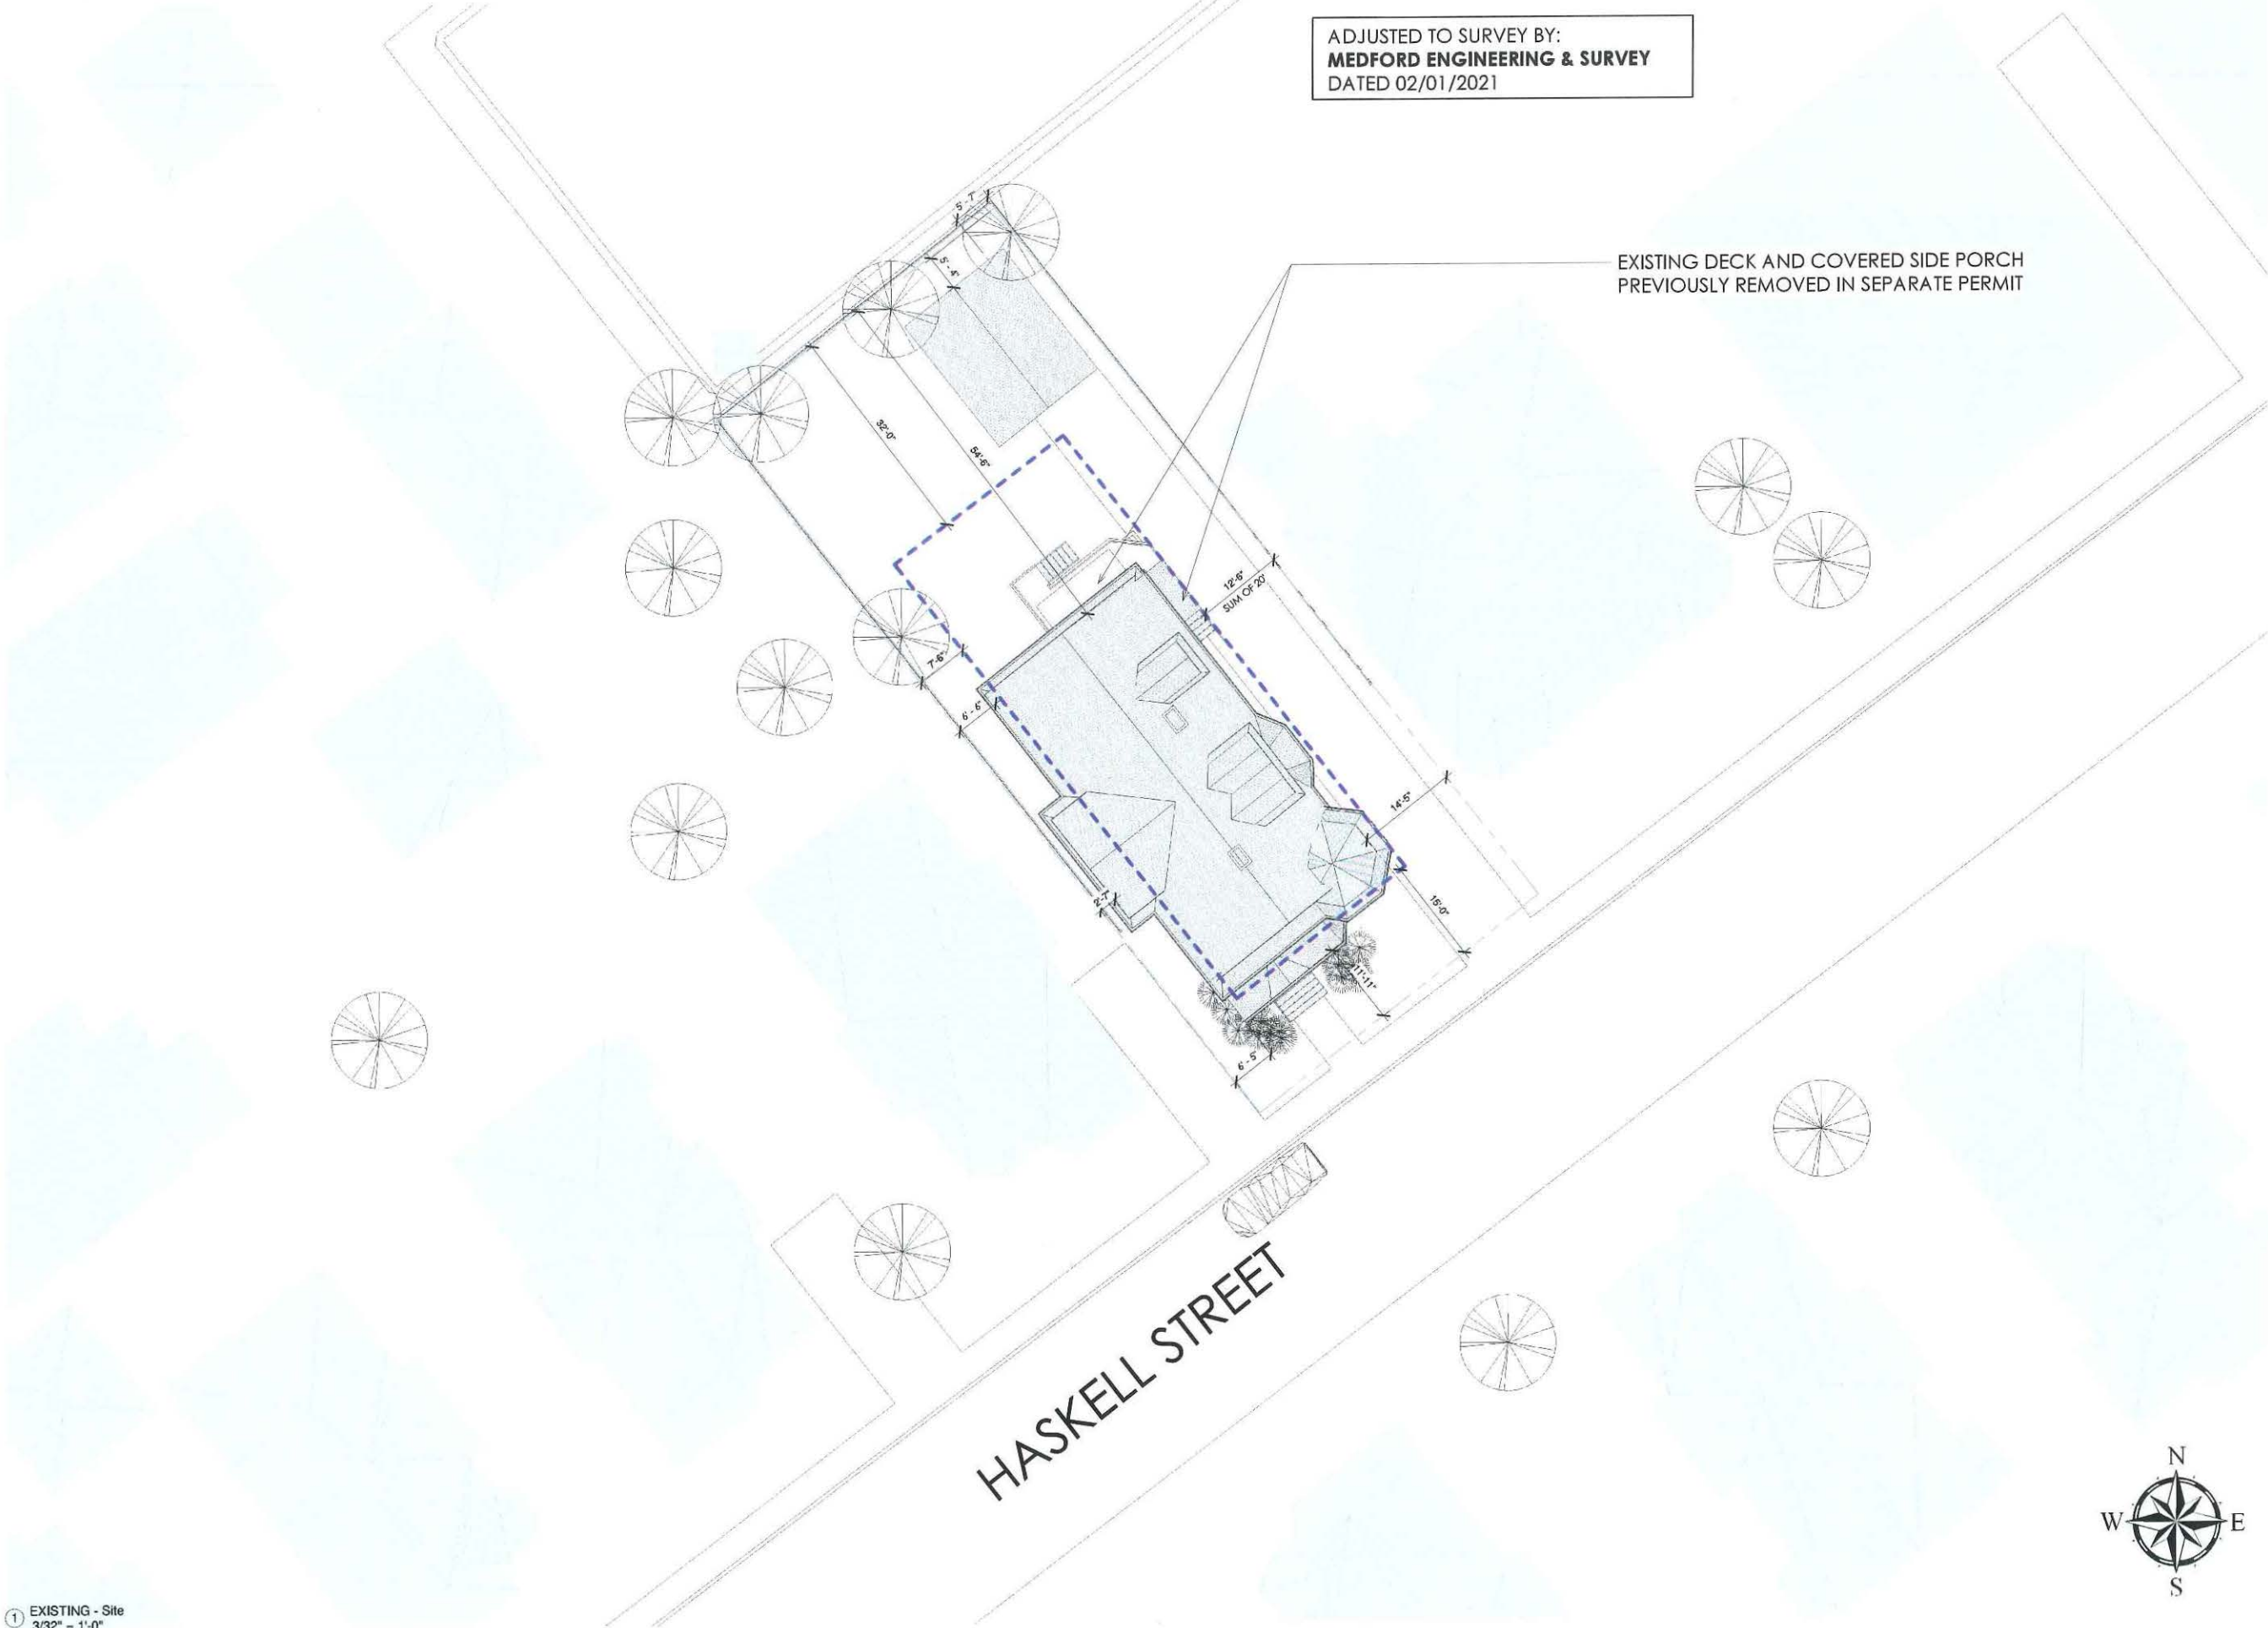 ADJUSTED TO SURVEY BY:
MEDFORD ENGINEERING & SURVEY
DATED 02/01/2021
5'-7"
5'-4"
EXISTING DECK AND COVERED SIDE PORCH
PREVIOUSLY REMOVED IN SEPARATE PERMIT
32'-0"
54'-6"
12'-6"
SUM OF 20'
7'-6"
6'-6"
14'-5"
2'-7"
15'-0"
11'-11"
6'-5"
HASKELL STREET
N
W
E
S
1
EXISTING - Site
3/32" = 1'-0"